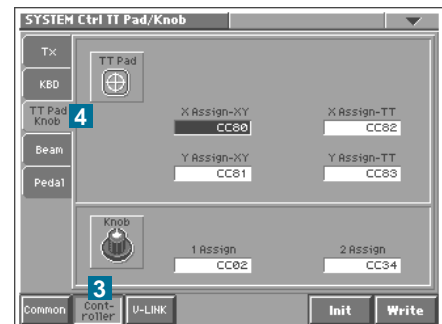 SYSTEM Ctrl TT Pad/Knob
Tx
KBD
TT Pad
Knob
4
Beam
Pedal
TT Pad
X Assign-XY
CC80
X Assign-TT
CC82
Y Assign-XY
CC81
Y Assign-TT
CC83
Knob
1 Assign
CC02
2 Assign
CC34
3
Common
Cont-
roller
V-LINK
Init
Write